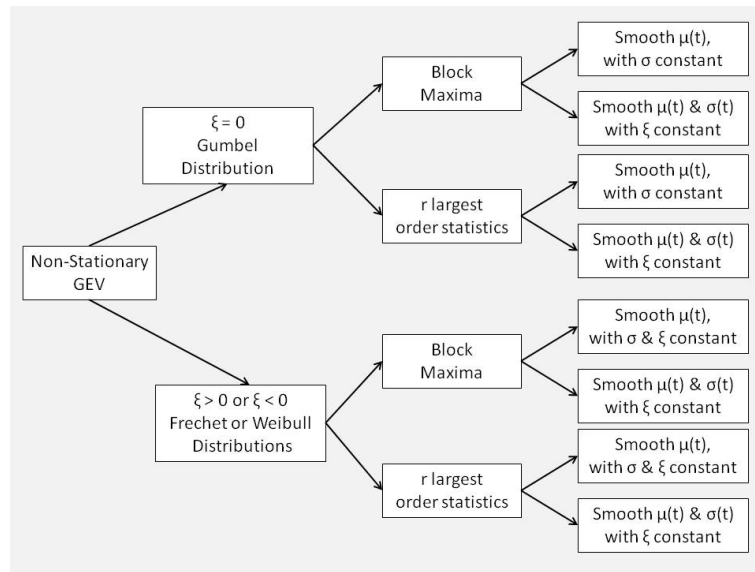 Non-Stationary
GEV
ξ = 0
Gumbel
Distribution
Block
Maxima
Smooth μ(t),
with σ constant
Smooth μ(t) & σ(t)
with ξ constant
r largest
order statistics
Smooth μ(t),
with σ constant
Smooth μ(t) & σ(t)
with ξ constant
ξ > 0 or ξ < 0
Frechet or Weibull
Distributions
Block
Maxima
Smooth μ(t),
with σ & ξ constant
Smooth μ(t) & σ(t)
with ξ constant
r largest
order statistics
Smooth μ(t),
with σ & ξ constant
Smooth μ(t) & σ(t)
with ξ constant